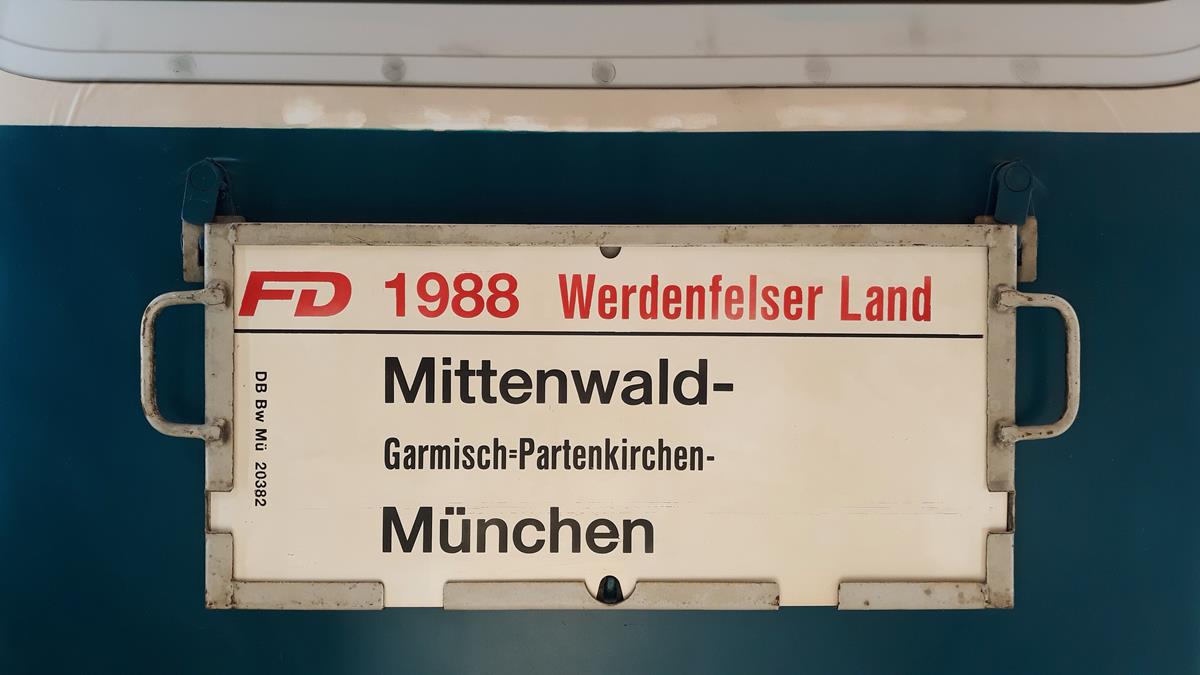 FD 1988 Werdenfelser Land
Mittenwald-
Garmisch=Partenkirchen-
München
DB Bw Mü 20382